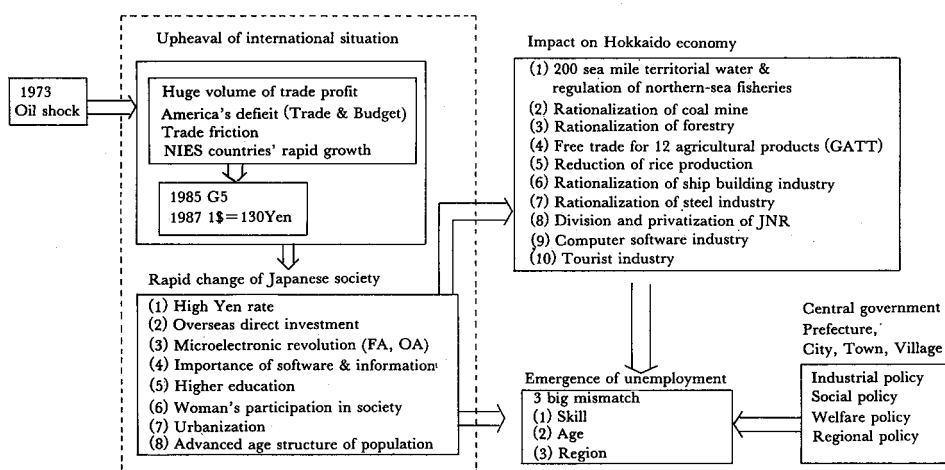 1973
Oil shock
Upheaval of international situation
Huge volume of trade profit
America's deficit (Trade & Budget)
Trade friction
NIES countries' rapid growth
1985 G5
1987 1$=130Yen
Rapid change of Japanese society
(1) High Yen rate
(2) Overseas direct investment
(3) Microelectronic revolution (FA, OA)
(4) Importance of software & information
(5) Higher education
(6) Woman's participation in society
(7) Urbanization
(8) Advanced age structure of population
Impact on Hokkaido economy
(1) 200 sea mile territorial water &
regulation of northern-sea fisheries
(2) Rationalization of coal mine
(3) Rationalization of forestry
(4) Free trade for 12 agricultural products (GATT)
(5) Reduction of rice production
(6) Rationalization of ship building industry
(7) Rationalization of steel industry
(8) Division and privatization of JNR
(9) Computer software industry
(10) Tourist industry
Emergence of unemployment
3 big mismatch
(1) Skill
(2) Age
(3) Region
Central government
Prefecture,
City, Town, Village
Industrial policy
Social policy
Welfare policy
Regional policy